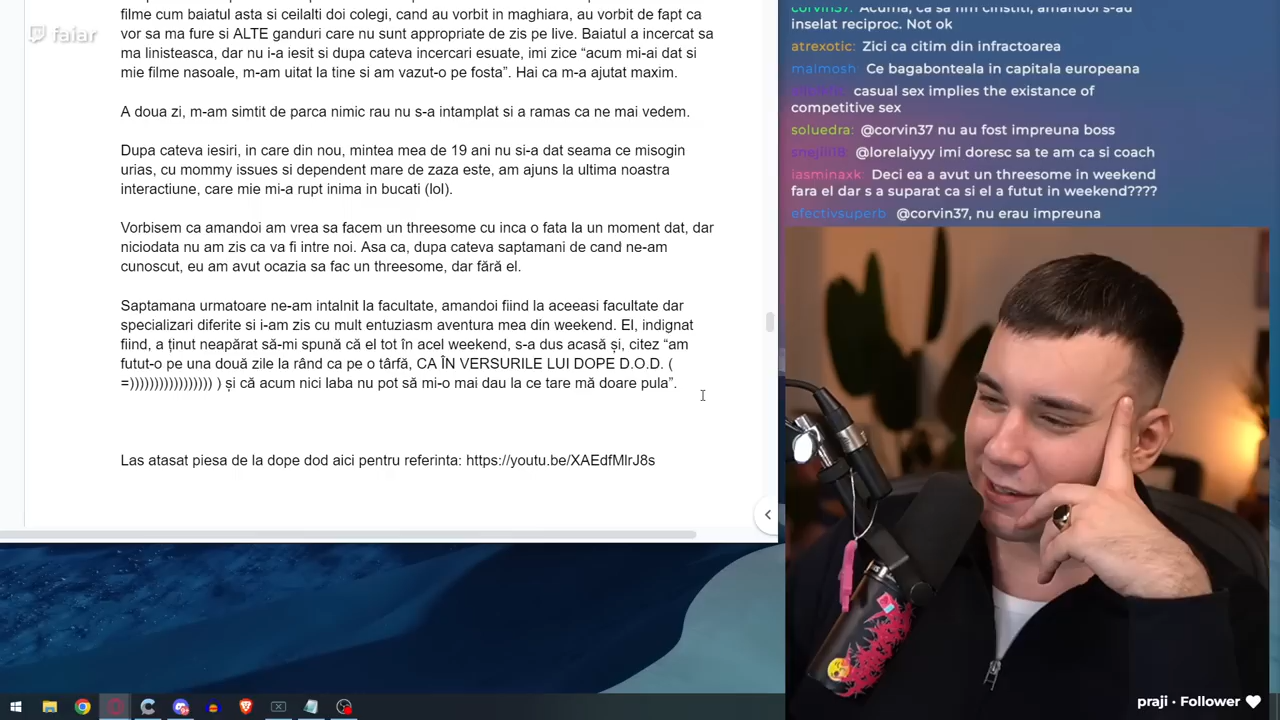 filme cum baiatul asta si ceilalti doi colegi, cand au vorbit in maghiara, au vorbit de fapt ca
vor sa ma fure si ALTE ganduri care nu sunt appropriate de zis pe live. Baiatul a incercat sa
ma linisteasca, dar nu i-a iesit si dupa cateva incercari esuate, imi zice “acum mi-ai dat si
mie filme nasoale, m-am uitat la tine si am vazut-o pe fosta”. Hai ca m-a ajutat maxim.
A doua zi, m-am simtit de parca nimic rau nu s-a intamplat si a ramas ca ne mai vedem.
Dupa cateva iesiri, in care din nou, mintea mea de 19 ani nu si-a dat seama ce misogin
urias, cu mommy issues si dependent mare de zaza este, am ajuns la ultima noastra
interactiune, care mie mi-a rupt inima in bucati (lol).
Vorbisem ca amandoi am vrea sa facem un threesome cu inca o fata la un moment dat, dar
niciodata nu am zis ca va fi intre noi. Asa ca, dupa cateva saptamani de cand ne-am
cunoscut, eu am avut ocazia sa fac un threesome, dar fără el.
Saptamana urmatoare ne-am intalnit la facultate, amandoi fiind la aceeasi facultate dar
specializari diferite si i-am zis cu mult entuziasm aventura mea din weekend. El, indignat
fiind, a ținut neapărat să-mi spună că el tot în acel weekend, s-a dus acasă și, citez “am
futut-o pe una două zile la rând ca pe o târfă, CA ÎN VERSURILE LUI DOPE D.O.D. (
=))))))))))))))))))) ) și că acum nici laba nu pot să mi-o mai dau la ce tare mă doare pula”.
Las atasat piesa de la dope dod aici pentru referinta: https://youtu.be/XAEdfMlrJ8s
faiar
corvin37: Acuma, ca sa fim cinstiti, amandoi s-au
inselat reciproc. Not ok
atrexotic: Zici ca citim din infractoarea
malmosh: Ce bagabonteala in capitala europeana
casual sex implies the existance of
competitive sex
soluedra: @corvin37 nu au fost impreuna boss
snejili18: @lorelaiyyy imi doresc sa te am ca si coach
iasminaxk: Deci ea a avut un threesome in weekend
fara el dar s a suparat ca si el a futut in weekend????
efectivsuperb: @corvin37, nu erau impreuna
praji · Follower